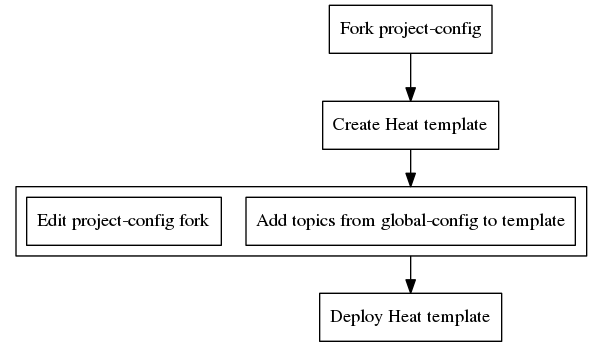 Fork project-config
Create Heat template
Edit project-config fork
Add topics from global-config to template
Deploy Heat template